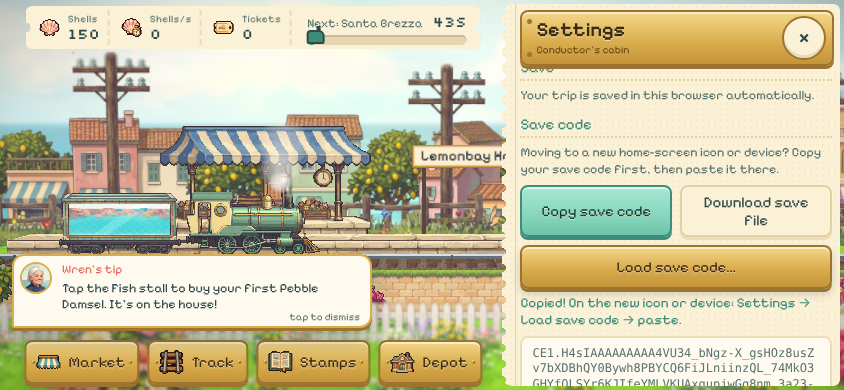 Shells
150
Shells/s
0
Tickets
0
Next: Santa Brezza 43s
Lemonbay
Wren's tip
Tap the fish stall to buy your first Pebble
Damsel. It's on the house!
tap to dismiss
Market
Track
Stamps
Depot
Settings
Conductor's cabin
×
Save
Your trip is saved in this browser automatically.
Save code
Moving to a new home-screen icon or device? Copy
your save code first, then paste it there.
Copy save code
Download save
file
Load save code...
Copied! On the new icon or device: Settings →
Load save code → paste.
CE1.H4sIAAAAAAAAA4VU34_bNgz-X_gsHOz8usZ